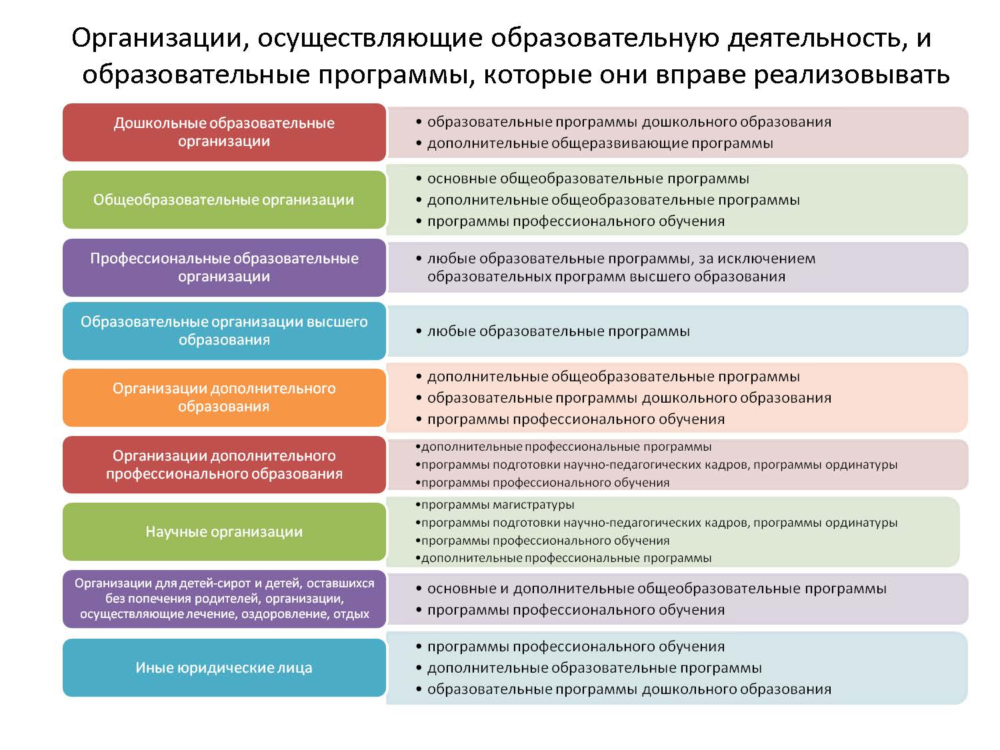 Организации, осуществляющие образовательную деятельность, и
образовательные программы, которые они вправе реализовывать
Дошкольные образовательные
организации
• образовательные программы дошкольного образования
• дополнительные общеразвивающие программы
Общеобразовательные организации
• основные общеобразовательные программы
• дополнительные общеобразовательные программы
• программы профессионального обучения
Профессиональные образовательные
организации
• любые образовательные программы, за исключением
образовательных программ высшего образования
Образовательные организации высшего
образования
• любые образовательные программы
Организации дополнительного
образования
• дополнительные общеобразовательные программы
• образовательные программы дошкольного образования
• программы профессионального обучения
Организации дополнительного
профессионального образования
•дополнительные профессиональные программы
•программы подготовки научно-педагогических кадров, программы ординатуры
•программы профессионального обучения
Научные организации
•программы магистратуры
•программы подготовки научно-педагогических кадров, программы ординатуры
•программы профессионального обучения
•дополнительные профессиональные программы
Организации для детей-сирот и детей, оставшихся
без попечения родителей, организации,
осуществляющие лечение, оздоровление, отдых
• основные и дополнительные общеобразовательные программы
• программы профессионального обучения
Иные юридические лица
• программы профессионального обучения
• дополнительные образовательные программы
• образовательные программы дошкольного образования